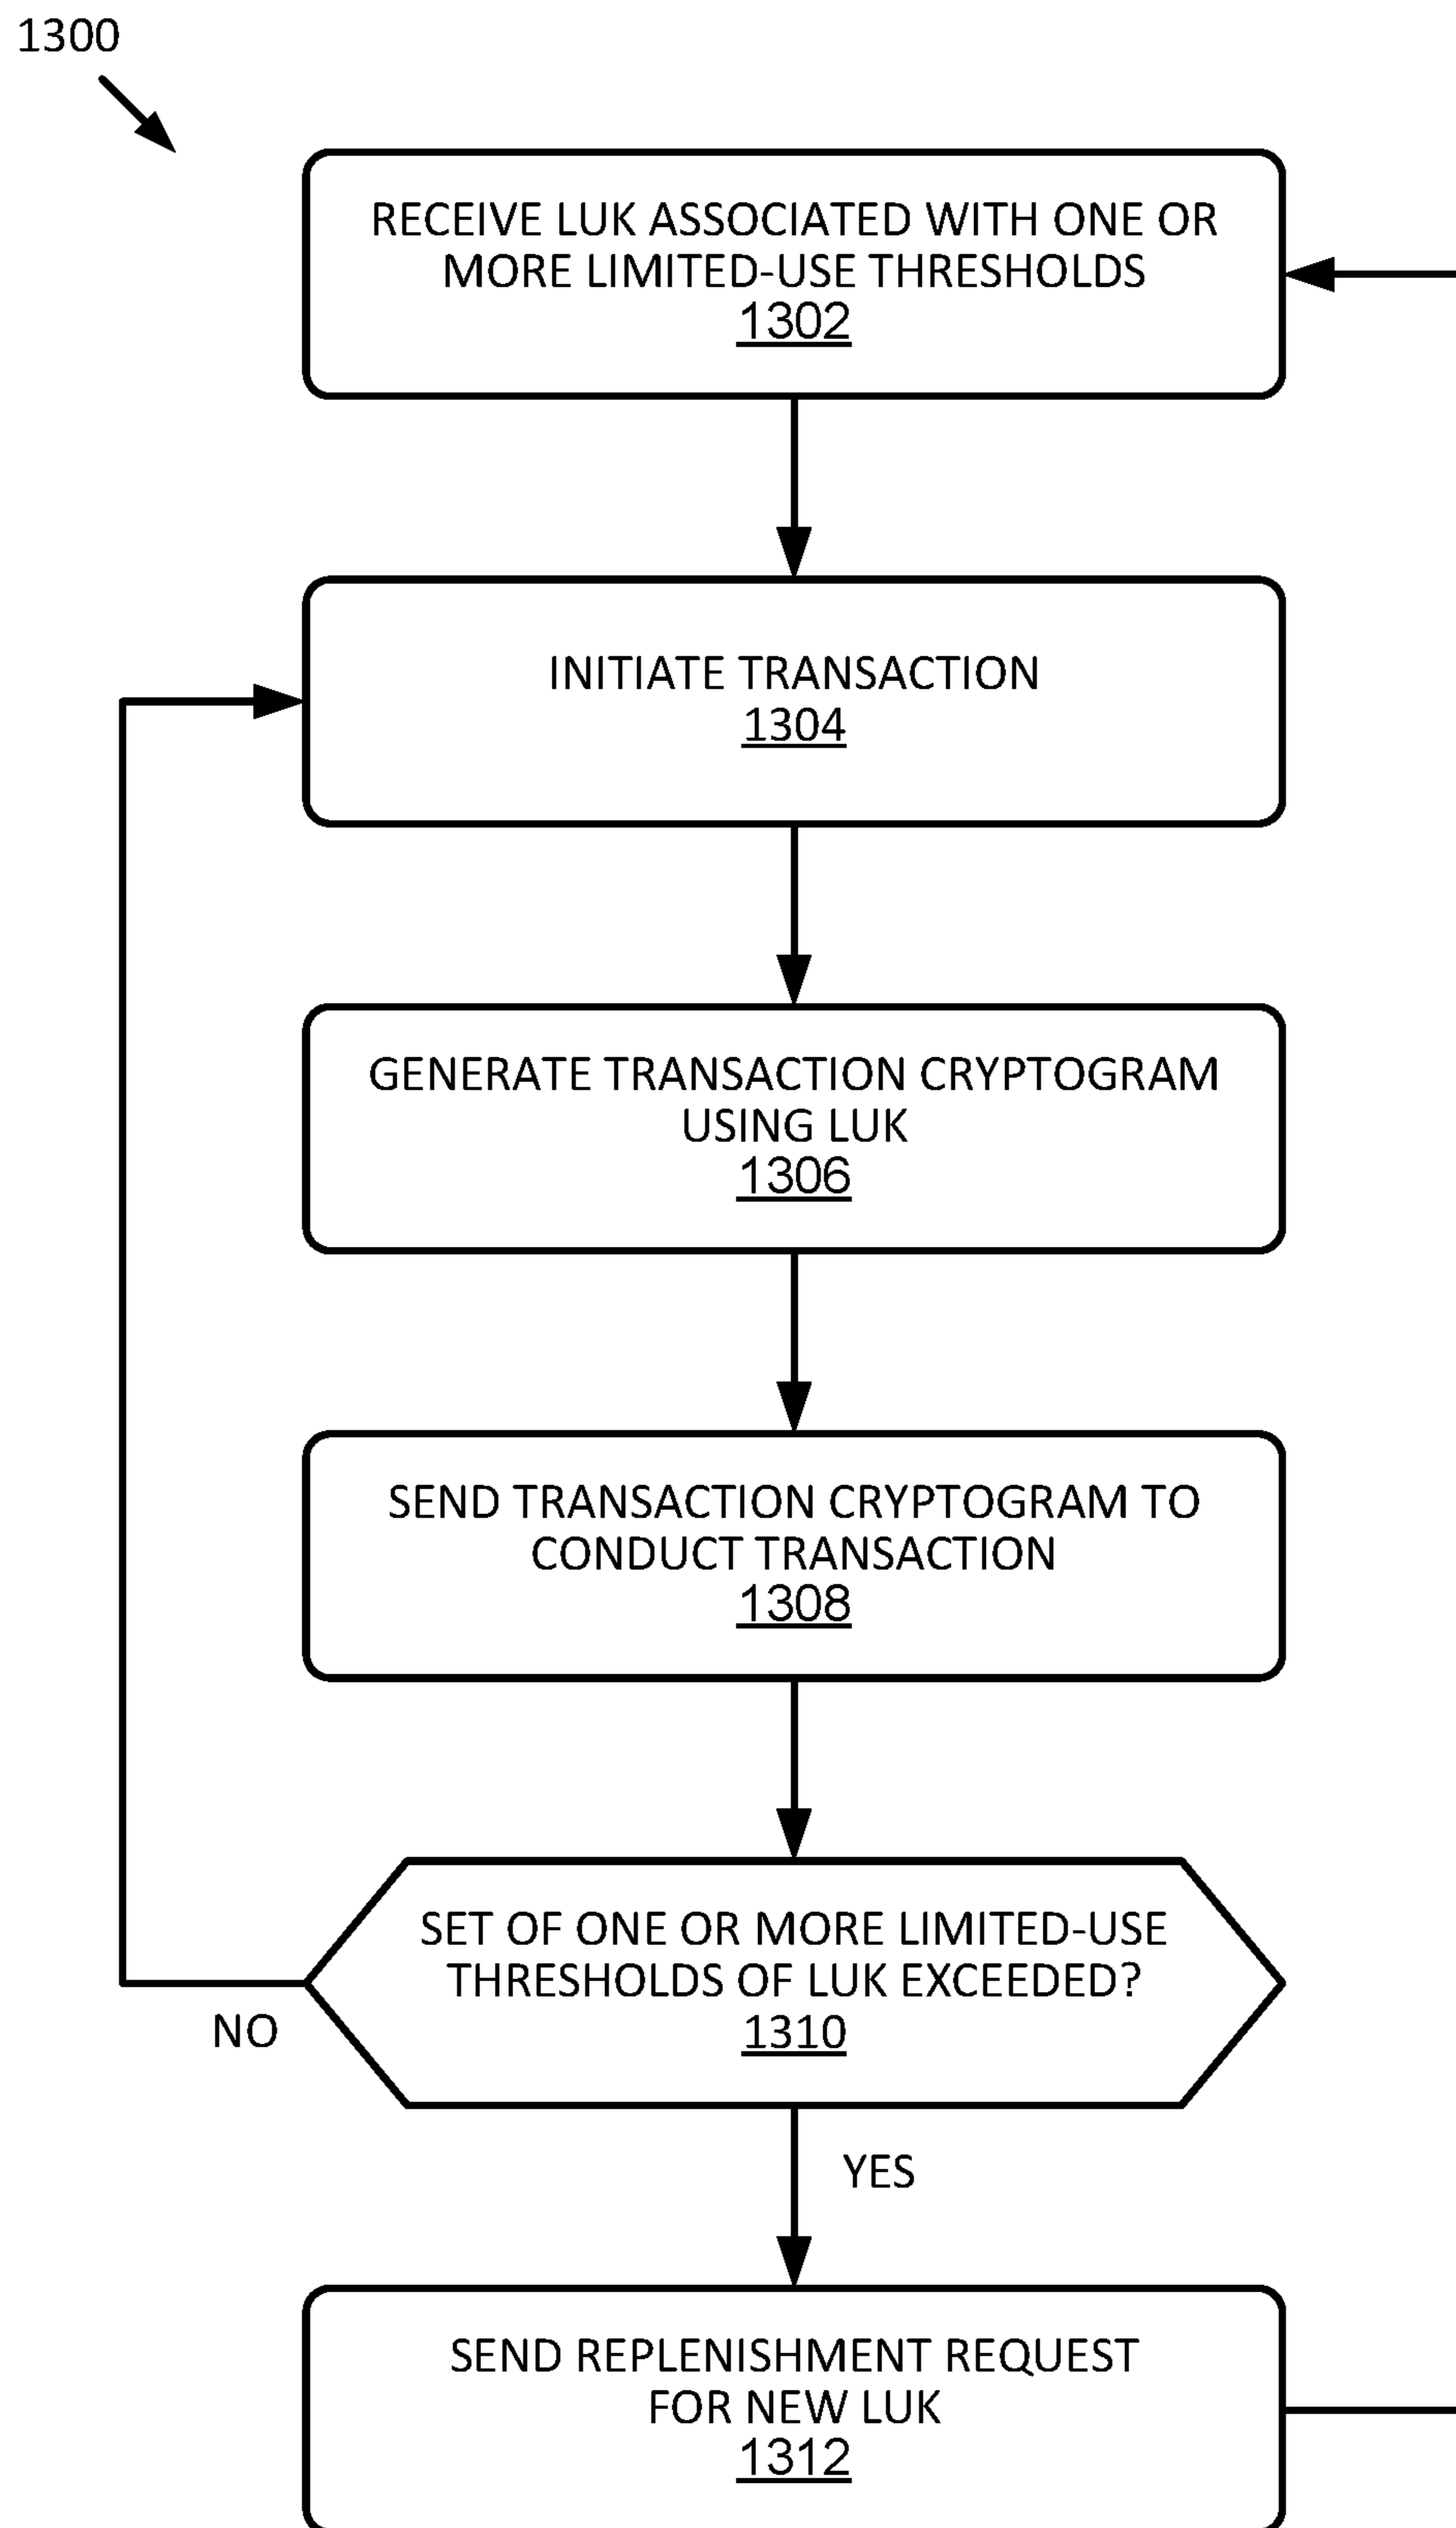 1300
RECEIVE LUK ASSOCIATED WITH ONE OR
MORE LIMITED-USE THRESHOLDS
1302
INITIATE TRANSACTION
1304
GENERATE TRANSACTION CRYPTOGRAM
USING LUK
1306
SEND TRANSACTION CRYPTOGRAM TO
CONDUCT TRANSACTION
1308
SET OF ONE OR MORE LIMITED-USE
THRESHOLDS OF LUK EXCEEDED?
1310
NO
YES
SEND REPLENISHMENT REQUEST
FOR NEW LUK
1312